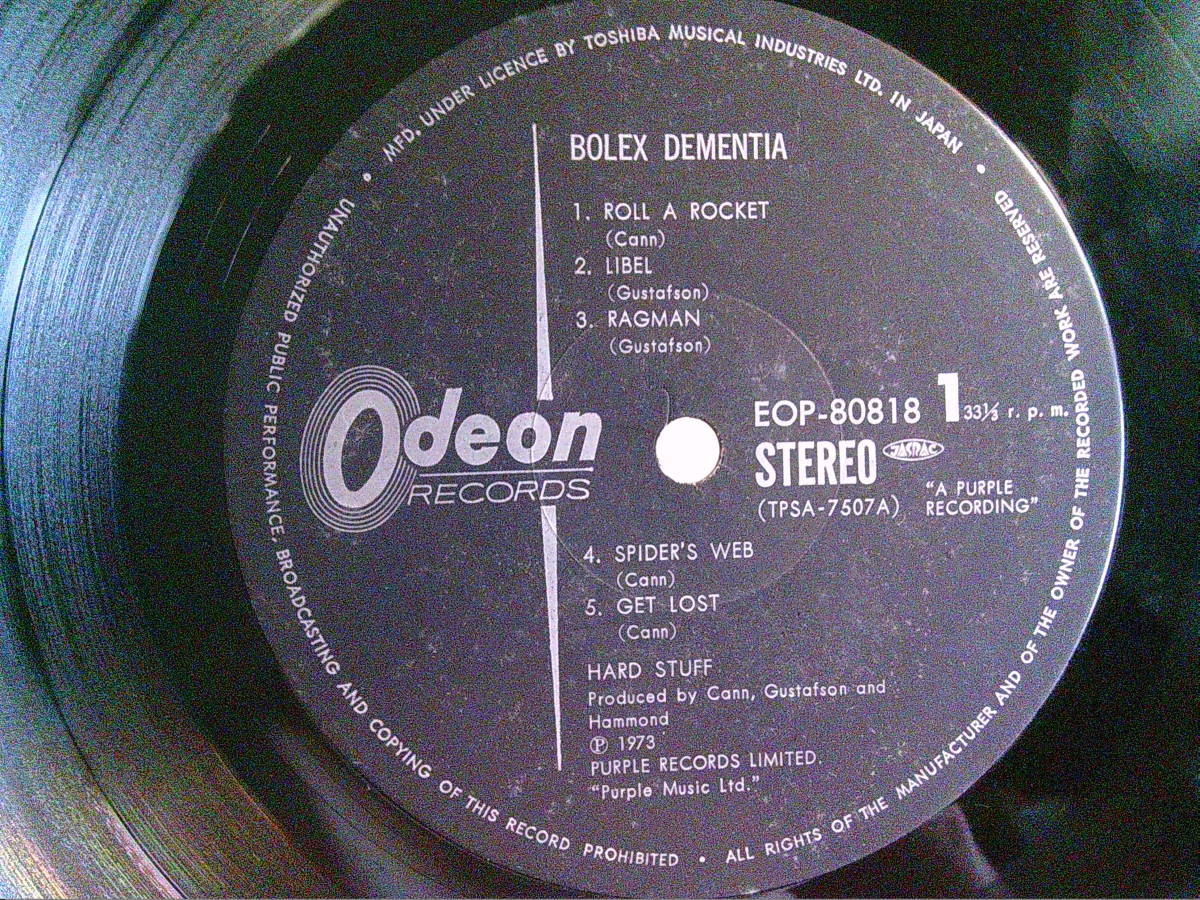 • MFD. UNDER LICENCE BY TOSHIBA MUSICAL INDUSTRIES LTD. IN JAPAN •
BOLEX DEMENTIA
1. ROLL A ROCKET
(Cann)
2. LIBEL
(Gustafson)
3. RAGMAN
(Gustafson)
Odeon
RECORDS
EOP-80818 1 33⅓ r. p. m.
STEREO JASRAC
(TPSA-7507A) “A PURPLE
RECORDING”
4. SPIDER'S WEB
(Cann)
5. GET LOST
(Cann)
HARD STUFF
Produced by Cann, Gustafson and
Hammond
Ⓟ 1973
PURPLE RECORDS LIMITED.
“Purple Music Ltd.”
UNAUTHORIZED PUBLIC PERFORMANCE, BROADCASTING AND COPYING OF THIS RECORD PROHIBITED • ALL RIGHTS OF THE MANUFACTURER AND OF THE OWNER OF THE RECORDED WORK ARE RESERVED